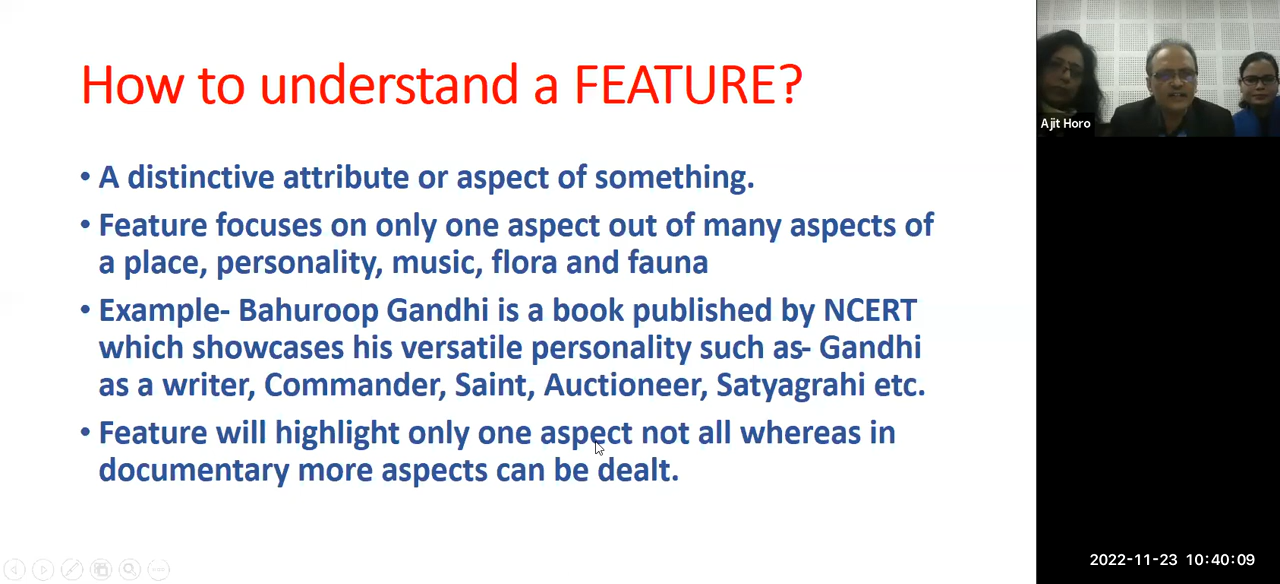 How to understand a FEATURE?
• A distinctive attribute or aspect of something.
• Feature focuses on only one aspect out of many aspects of
a place, personality, music, flora and fauna
• Example- Bahuroop Gandhi is a book published by NCERT
which showcases his versatile personality such as- Gandhi
as a writer, Commander, Saint, Auctioneer, Satyagrahi etc.
• Feature will highlight only one aspect not all whereas in
documentary more aspects can be dealt.
Ajit Horo
2022-11-23 10:40:09